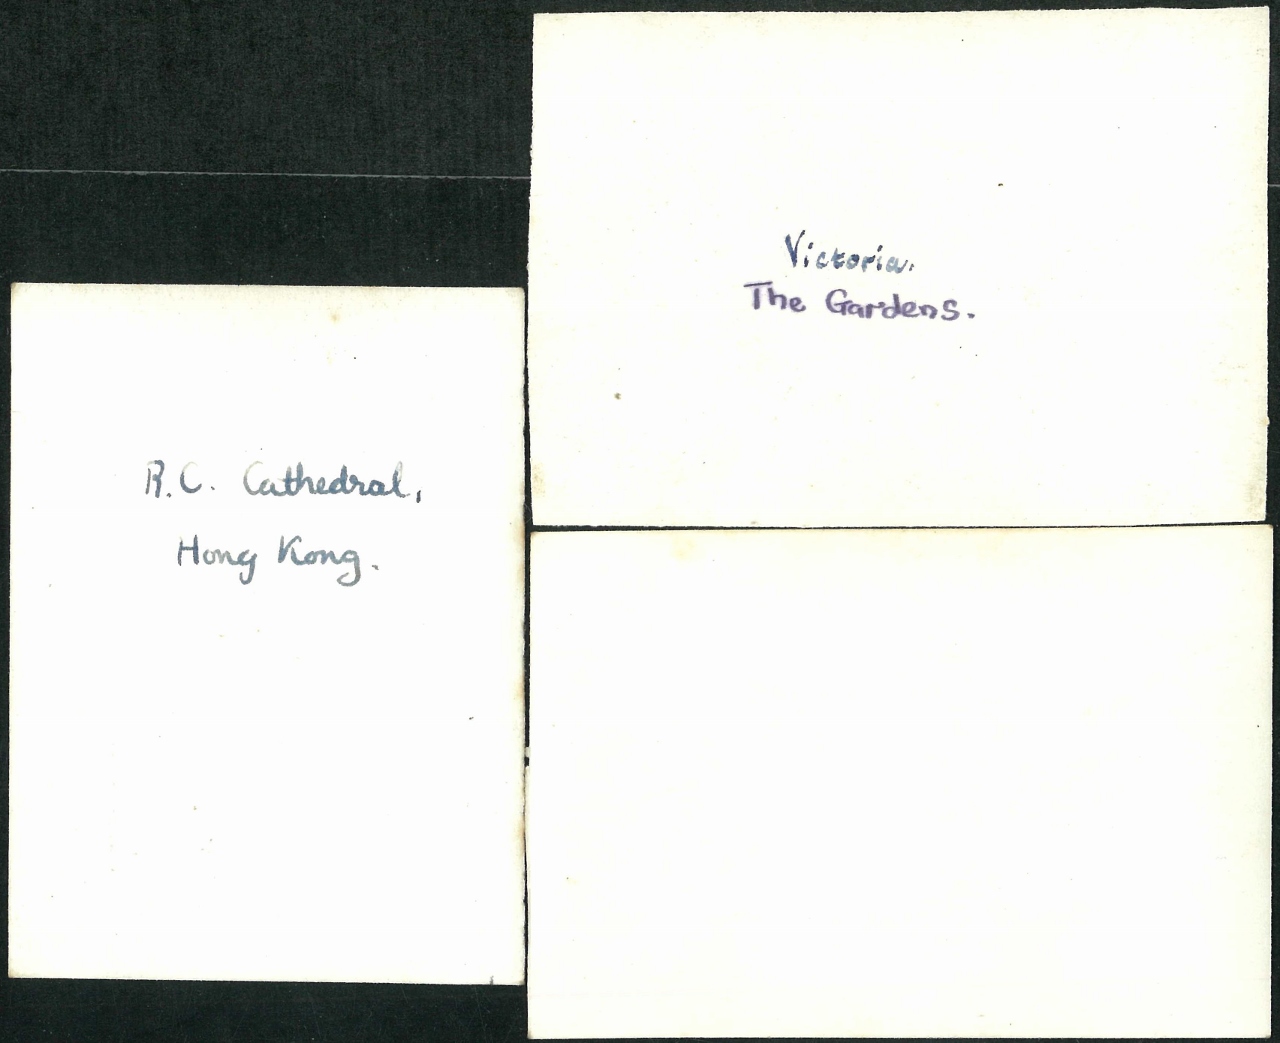 Victoria.
The Gardens.
R.C. Cathedral,
Hong Kong.